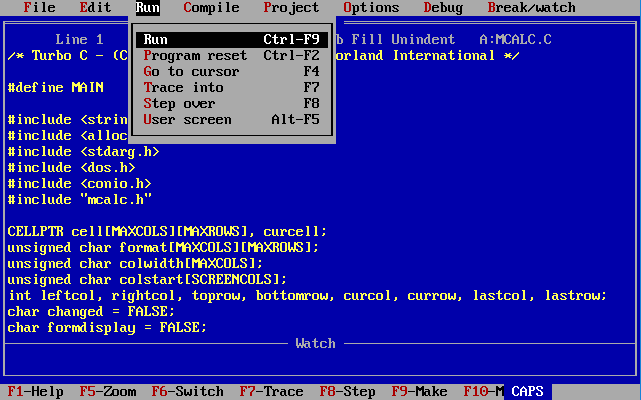 File Edit Run Compile Project Options Debug Break/watch
Run Ctrl-F9
Program reset Ctrl-F2
Go to cursor F4
Trace into F7
Step over F8
User screen Alt-F5
Line 1 b Fill Unindent A:MCALC.C
/* Turbo C - (C orland International */
#define MAIN
#include <strin
#include <alloc
#include <stdarg.h>
#include <dos.h>
#include <conio.h>
#include "mcalc.h"
CELLPTR cell[MAXCOLS][MAXROWS], curcell;
unsigned char format[MAXCOLS][MAXROWS];
unsigned char colwidth[MAXCOLS];
unsigned char colstart[SCREENCOLS];
int leftcol, rightcol, toprow, bottomrow, curcol, currow, lastcol, lastrow;
char changed = FALSE;
char formdisplay = FALSE;
Watch
F1-Help F5-Zoom F6-Switch F7-Trace F8-Step F9-Make F10-M CAPS